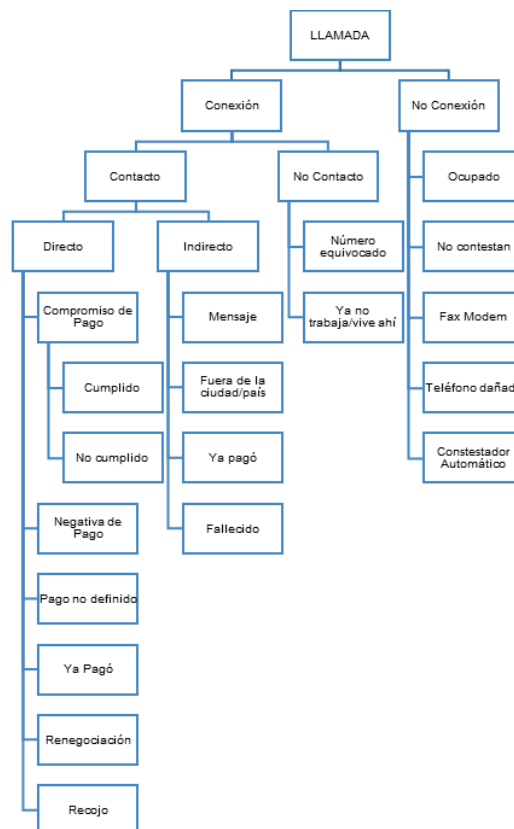 LLAMADA
Conexión
No Conexión
Contacto
No Contacto
Ocupado
Directo
Indirecto
Número
equivocado
No contestan
Compromiso de
Pago
Mensaje
Ya no
trabaja/vive ahí
Fax Modem
Cumplido
Fuera de la
ciudad/país
Teléfono dañad
No cumplido
Ya pagó
Constestador
Automático
Negativa de
Pago
Fallecido
Pago no definido
Ya Pagó
Renegociación
Recojo